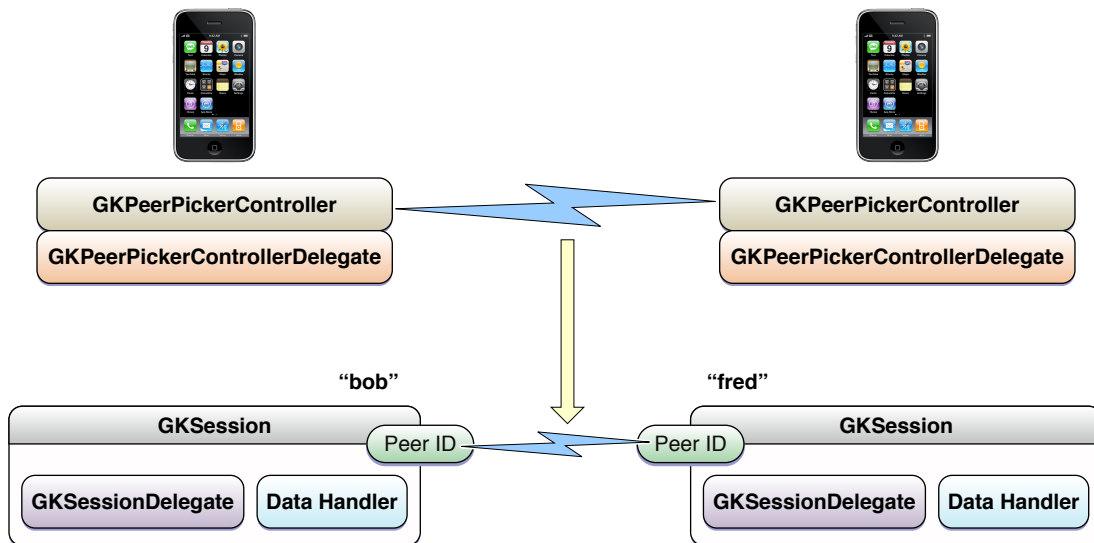 GKPeerPickerController
GKPeerPickerController
GKPeerPickerControllerDelegate
GKPeerPickerControllerDelegate
“bob”
“fred”
GKSession
GKSession
Peer ID
Peer ID
GKSessionDelegate
Data Handler
GKSessionDelegate
Data Handler